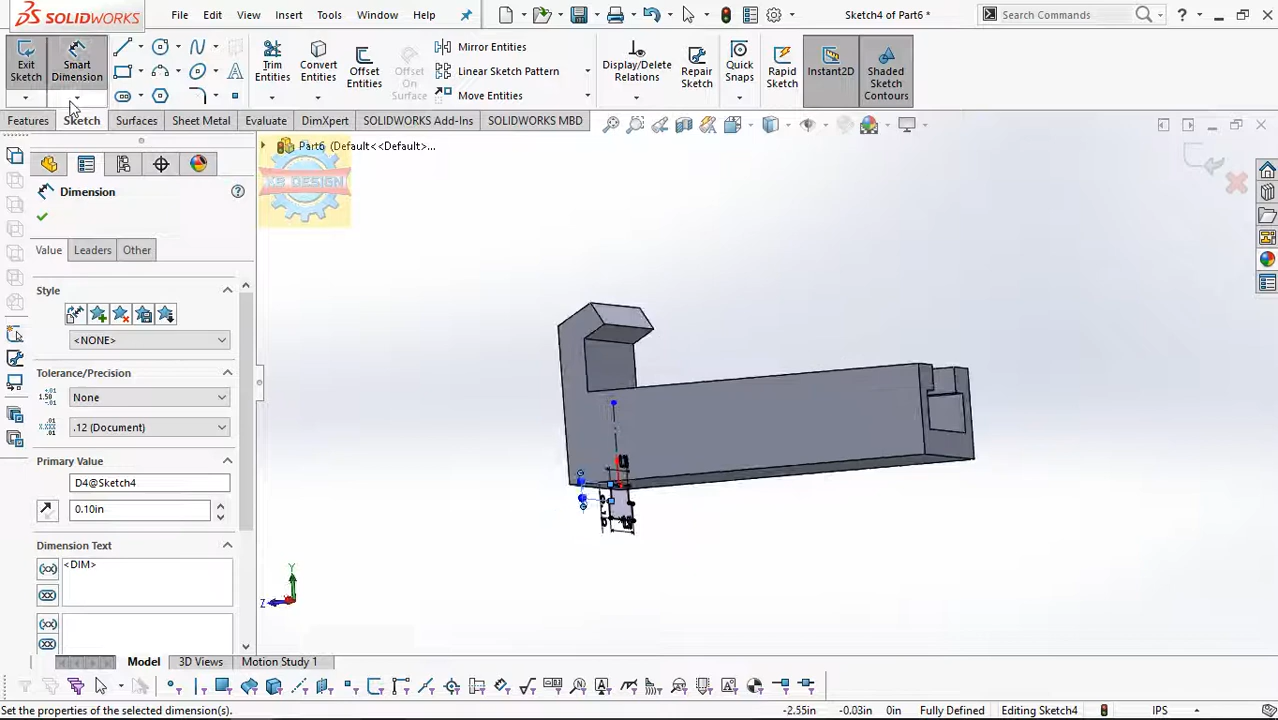 SOLIDWORKS File Edit View Insert Tools Window Help Sketch4 of Part6 * Search Commands ?
Exit Sketch Smart Dimension Trim Entities Convert Entities Offset Entities Offset On Surface Mirror Entities Linear Sketch Pattern Move Entities Display/Delete Relations Repair Sketch Quick Snaps Rapid Sketch Instant2D Shaded Sketch Contours
Features Sketch Surfaces Sheet Metal Evaluate DimXpert SOLIDWORKS Add-Ins SOLIDWORKS MBD
Part6 (Default<<Default>...
Dimension
Value Leaders Other
Style
<NONE>
Tolerance/Precision
None
.12 (Document)
Primary Value
D4@Sketch4
0.10in
Dimension Text
<DIM>
Y
Z
Model 3D Views Motion Study 1
Set the properties of the selected dimension(s). -2.55in -0.03in 0in Fully Defined Editing Sketch4 IPS